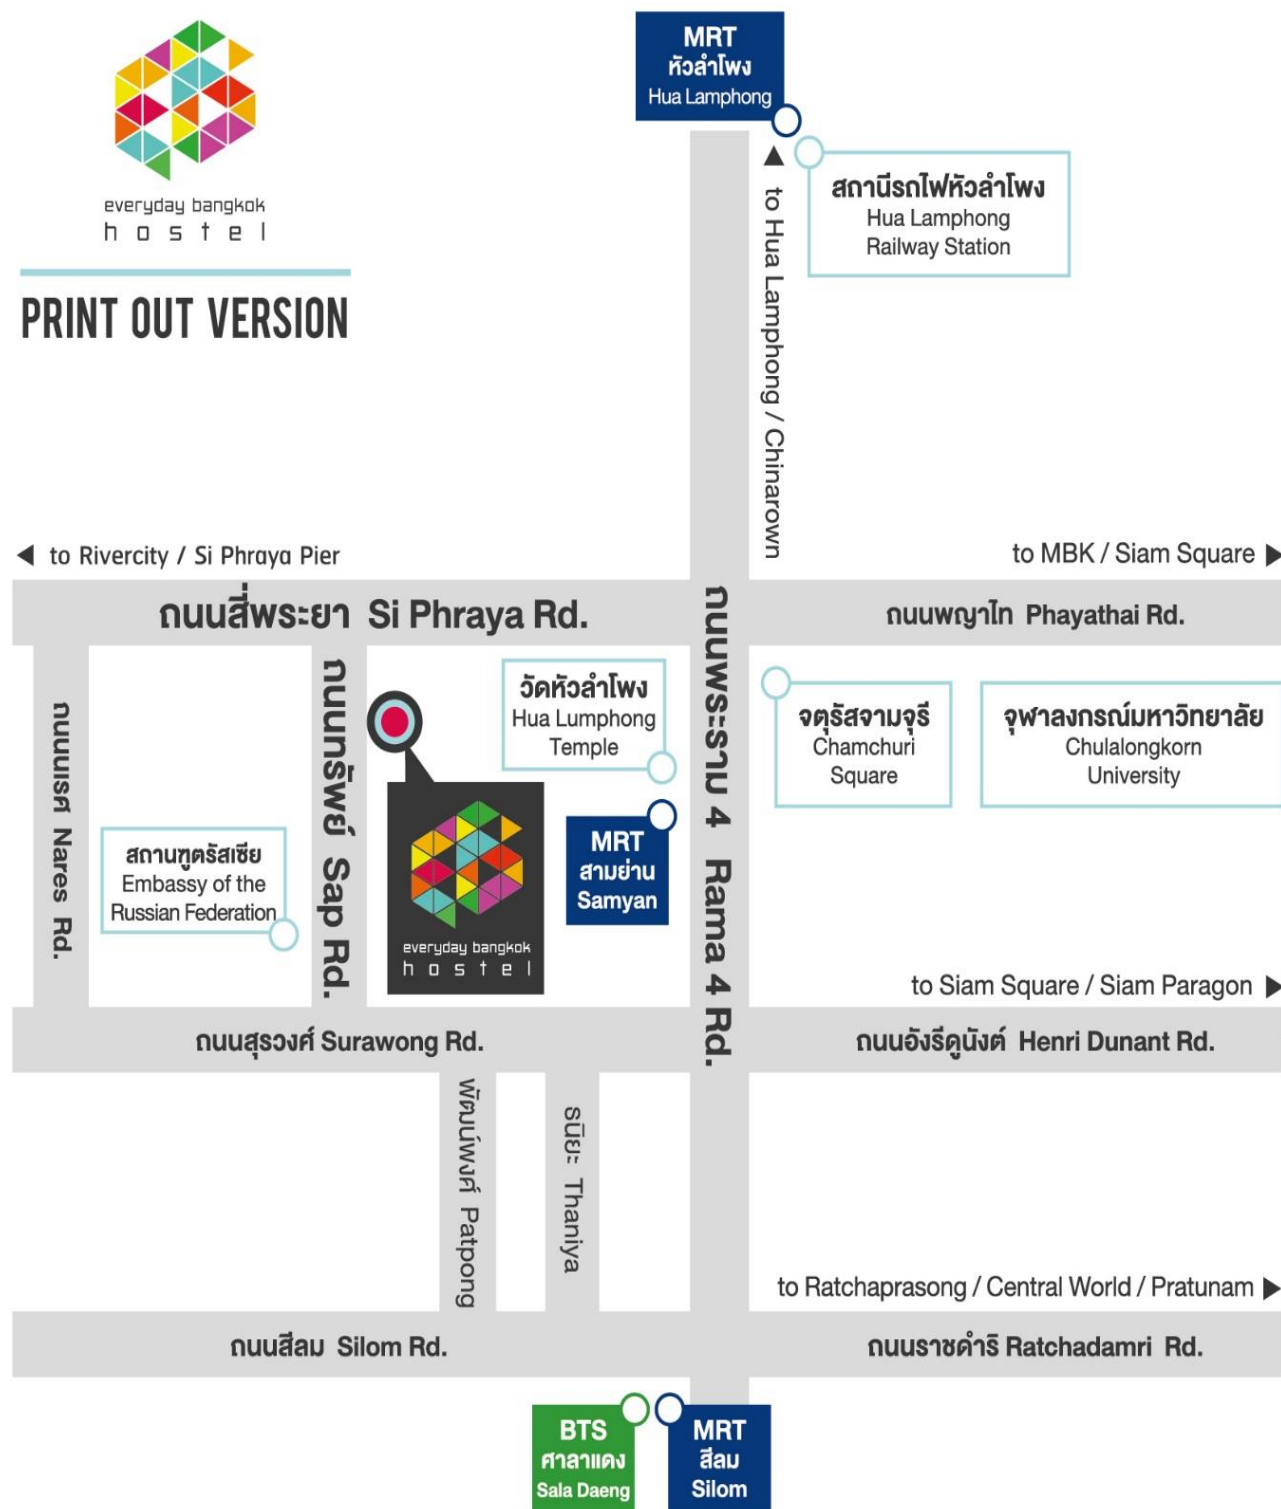 everyday bangkok
hostel
PRINT OUT VERSION
MRT
หัวลำโพง
Hua Lamphong
สถานีรถไฟหัวลำโพง
Hua Lamphong
Railway Station
to Hua Lamphong / Chinarown
to Rivercity / Si Phraya Pier
to MBK / Siam Square
ถนนสี่พระยา Si Phraya Rd.
ถนนพญาไท Phayathai Rd.
ถนนนเรศ Nares Rd.
ถนนทรัพย์ Sap Rd.
วัดหัวลำโพง
Hua Lumphong
Temple
ถนนพระราม 4 Rama 4 Rd.
จตุรัสจามจุรี
Chamchuri
Square
จุฬาลงกรณ์มหาวิทยาลัย
Chulalongkorn
University
สถานฑูตรัสเซีย
Embassy of the
Russian Federation
everyday bangkok
hostel
MRT
สามย่าน
Samyan
to Siam Square / Siam Paragon
ถนนสุรวงศ์ Surawong Rd.
ถนนอังรีดูนังต์ Henri Dunant Rd.
พัฒน์พงศ์ Patpong
ธนิยะ Thaniya
to Ratchaprasong / Central World / Pratunam
ถนนสีลม Silom Rd.
ถนนราชดำริ Ratchadamri Rd.
BTS
ศาลาแดง
Sala Daeng
MRT
สีลม
Silom